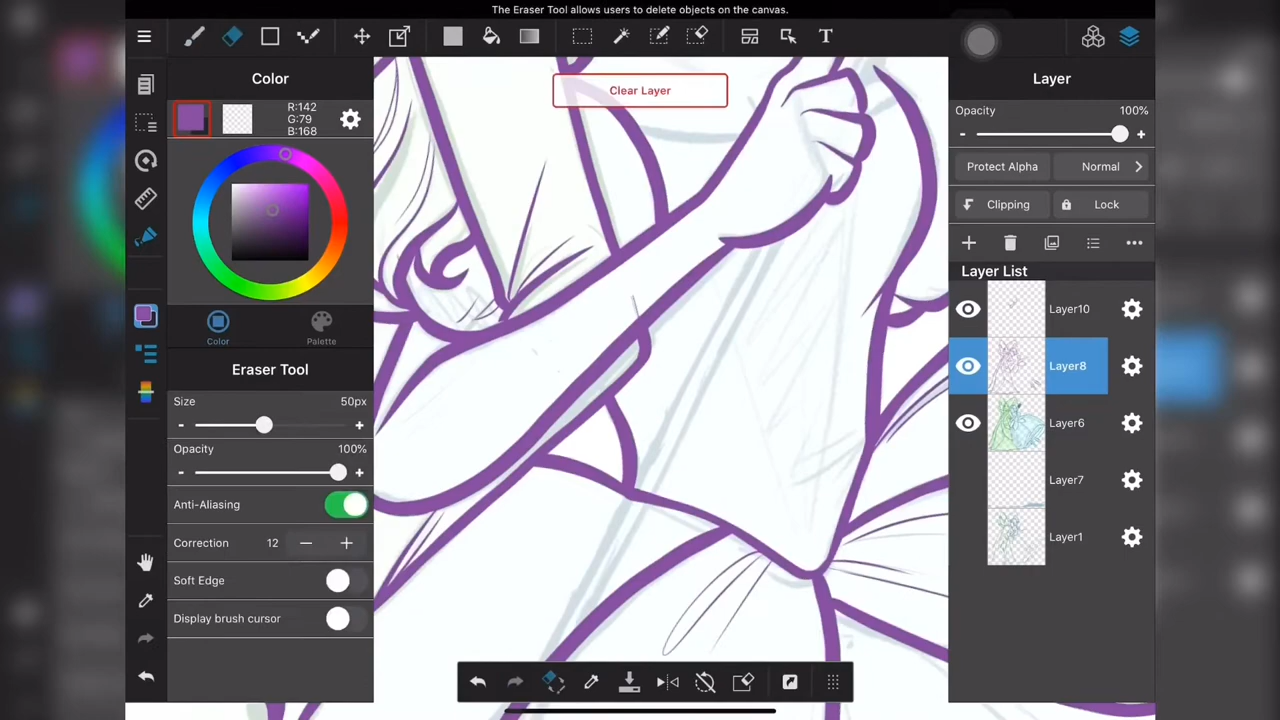 The Eraser Tool allows users to delete objects on the canvas.
Color
R:142
G:79
B:168
Color
Palette
Eraser Tool
Size
50px
-
+
Opacity
100%
-
+
Anti-Aliasing
Correction
12
Soft Edge
Display brush cursor
T
Clear Layer
Layer
Opacity
100%
-
+
Protect Alpha
Normal
Clipping
Lock
Layer List
Layer10
Layer8
Layer6
Layer7
Layer1